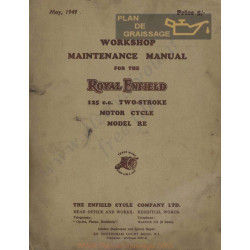 May, 1949
Price 2/-
PLAN DE
GRAISSAGE
WORKSHOP
MAINTENANCE MANUAL
FOR THE
ROYAL ENFIELD
125 c.c. TWO-STROKE
MOTOR CYCLE
MODEL RE
THE ENFIELD CYCLE COMPANY LTD.
HEAD OFFICE AND WORKS: REDDITCH, WORCS.